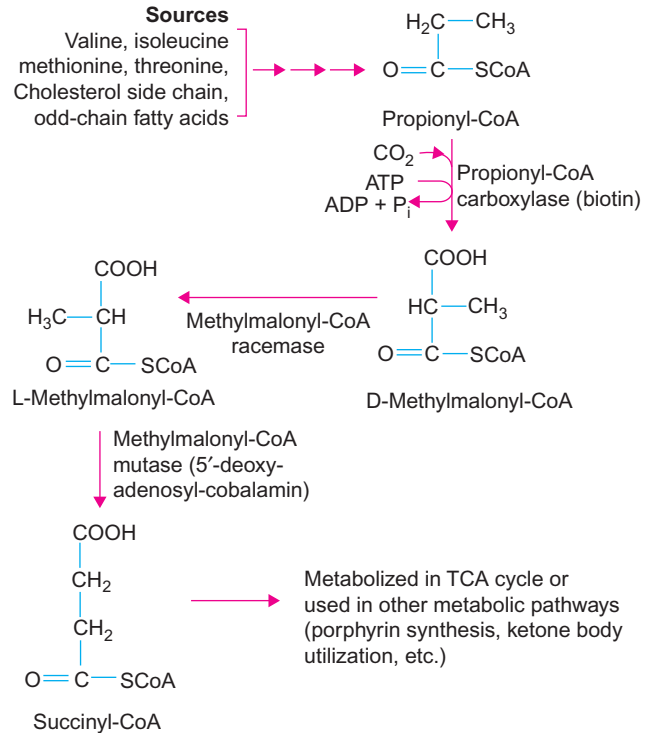 Sources
Valine, isoleucine
methionine, threonine,
Cholesterol side chain,
odd-chain fatty acids
H₂C—CH₃
O=C—SCoA
Propionyl-CoA
CO₂
ATP
ADP + Pᵢ
Propionyl-CoA
carboxylase (biotin)
COOH
HC—CH₃
O=C—SCoA
D-Methylmalonyl-CoA
Methylmalonyl-CoA
racemase
COOH
H₃C—CH
O=C—SCoA
L-Methylmalonyl-CoA
Methylmalonyl-CoA
mutase (5′-deoxy-
adenosyl-cobalamin)
COOH
CH₂
CH₂
O=C—SCoA
Succinyl-CoA
Metabolized in TCA cycle or
used in other metabolic pathways
(porphyrin synthesis, ketone body
utilization, etc.)